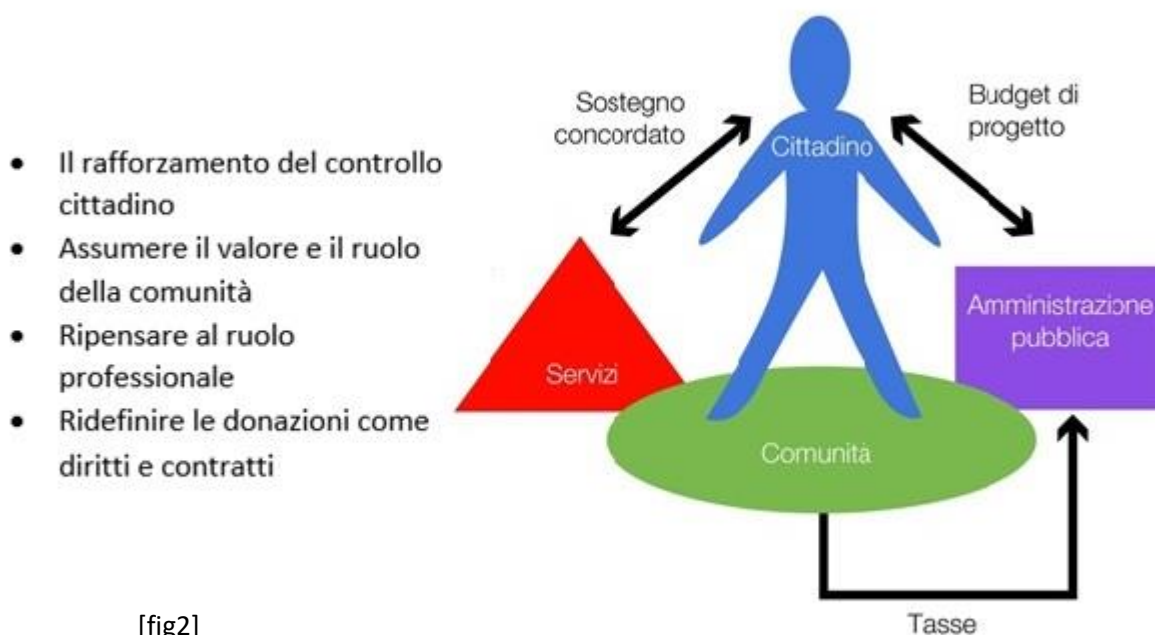 • Il rafforzamento del controllo
cittadino
• Assumere il valore e il ruolo
della comunità
• Ripensare al ruolo
professionale
• Ridefinire le donazioni come
diritti e contratti
[fig2]
Sostegno
concordato
Budget di
progetto
Cittadino
Servizi
Amministrazione
pubblica
Comunità
Tasse